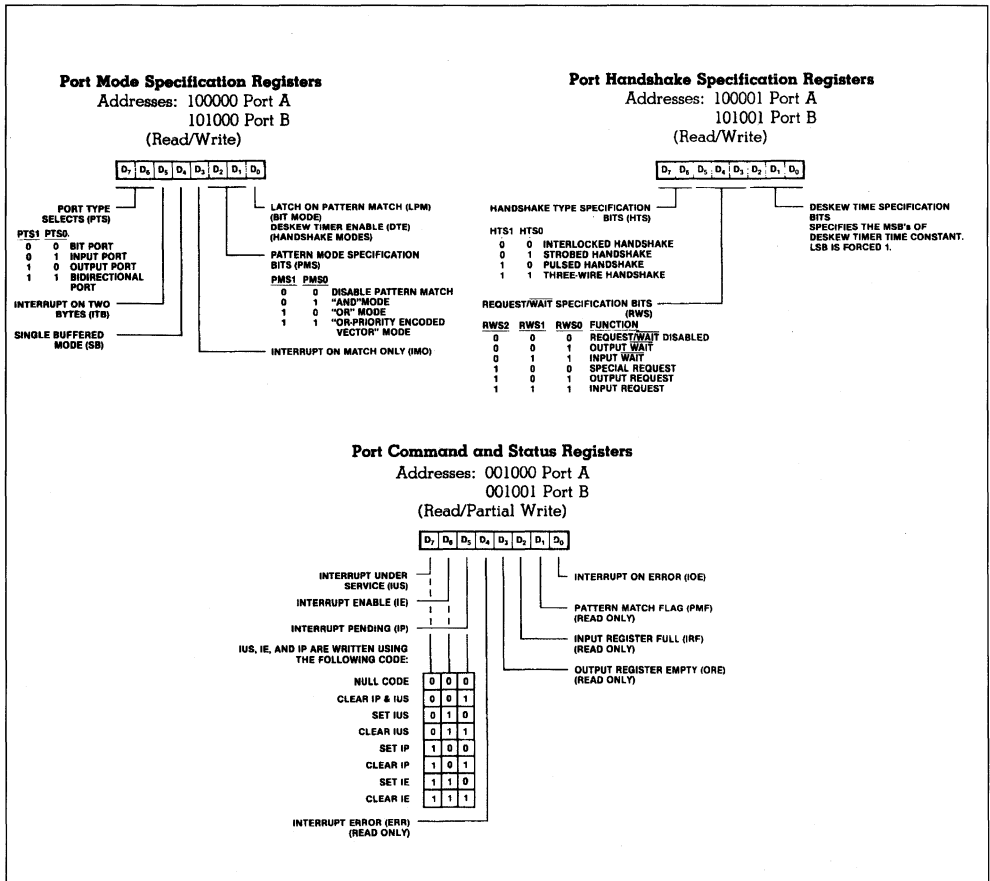 Port Mode Specification Registers
Addresses: 100000 Port A
101000 Port B
(Read/Write)
D7 D6 D5 D4 D3 D2 D1 D0
PORT TYPE
SELECTS (PTS)
PTS1 PTS0
0 0 BIT PORT
0 1 INPUT PORT
1 0 OUTPUT PORT
1 1 BIDIRECTIONAL
PORT
INTERRUPT ON TWO
BYTES (ITB)
SINGLE BUFFERED
MODE (SB)
LATCH ON PATTERN MATCH (LPM)
(BIT MODE)
DESKEW TIMER ENABLE (DTE)
(HANDSHAKE MODES)
PATTERN MODE SPECIFICATION
BITS (PMS)
PMS1 PMS0
0 0 DISABLE PATTERN MATCH
0 1 "AND"MODE
1 0 "OR" MODE
1 1 "OR-PRIORITY ENCODED
VECTOR" MODE
INTERRUPT ON MATCH ONLY (IMO)
Port Handshake Specification Registers
Addresses: 100001 Port A
101001 Port B
(Read/Write)
D7 D6 D5 D4 D3 D2 D1 D0
HANDSHAKE TYPE SPECIFICATION
BITS (HTS)
HTS1 HTS0
0 0 INTERLOCKED HANDSHAKE
0 1 STROBED HANDSHAKE
1 0 PULSED HANDSHAKE
1 1 THREE-WIRE HANDSHAKE
REQUEST/WAIT SPECIFICATION BITS
(RWS)
RWS2 RWS1 RWS0 FUNCTION
0 0 0 REQUEST/WAIT DISABLED
0 0 1 OUTPUT WAIT
0 1 1 INPUT WAIT
1 0 0 SPECIAL REQUEST
1 0 1 OUTPUT REQUEST
1 1 1 INPUT REQUEST
DESKEW TIME SPECIFICATION
BITS
SPECIFIES THE MSB's OF
DESKEW TIMER TIME CONSTANT.
LSB IS FORCED 1.
Port Command and Status Registers
Addresses: 001000 Port A
001001 Port B
(Read/Partial Write)
D7 D6 D5 D4 D3 D2 D1 D0
INTERRUPT UNDER
SERVICE (IUS)
INTERRUPT ENABLE (IE)
INTERRUPT PENDING (IP)
IUS, IE, AND IP ARE WRITTEN USING
THE FOLLOWING CODE:
NULL CODE 0 0 0
CLEAR IP & IUS 0 0 1
SET IUS 0 1 0
CLEAR IUS 0 1 1
SET IP 1 0 0
CLEAR IP 1 0 1
SET IE 1 1 0
CLEAR IE 1 1 1
INTERRUPT ERROR (ERR)
(READ ONLY)
INTERRUPT ON ERROR (IOE)
PATTERN MATCH FLAG (PMF)
(READ ONLY)
INPUT REGISTER FULL (IRF)
(READ ONLY)
OUTPUT REGISTER EMPTY (ORE)
(READ ONLY)